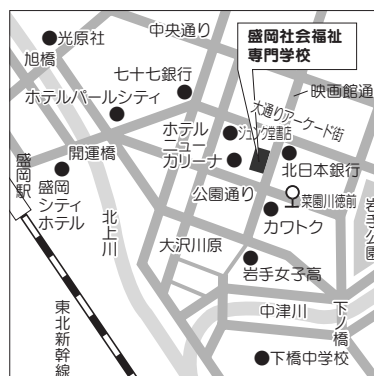 光原社
中央通り
盛岡社会福祉
専門学校
旭橋
七十七銀行
映画館通
ホテルパールシティ
大通りアーケード街
ジュンク堂書店
ホテル
ニュー
カリーナ
開運橋
北日本銀行
盛岡駅
盛岡
シティ
ホテル
公園通り
菜園川徳前
岩手公園
カワトク
北上川
大沢川原
岩手女子高
中津川
下ノ橋
東北新幹線
下橋中学校